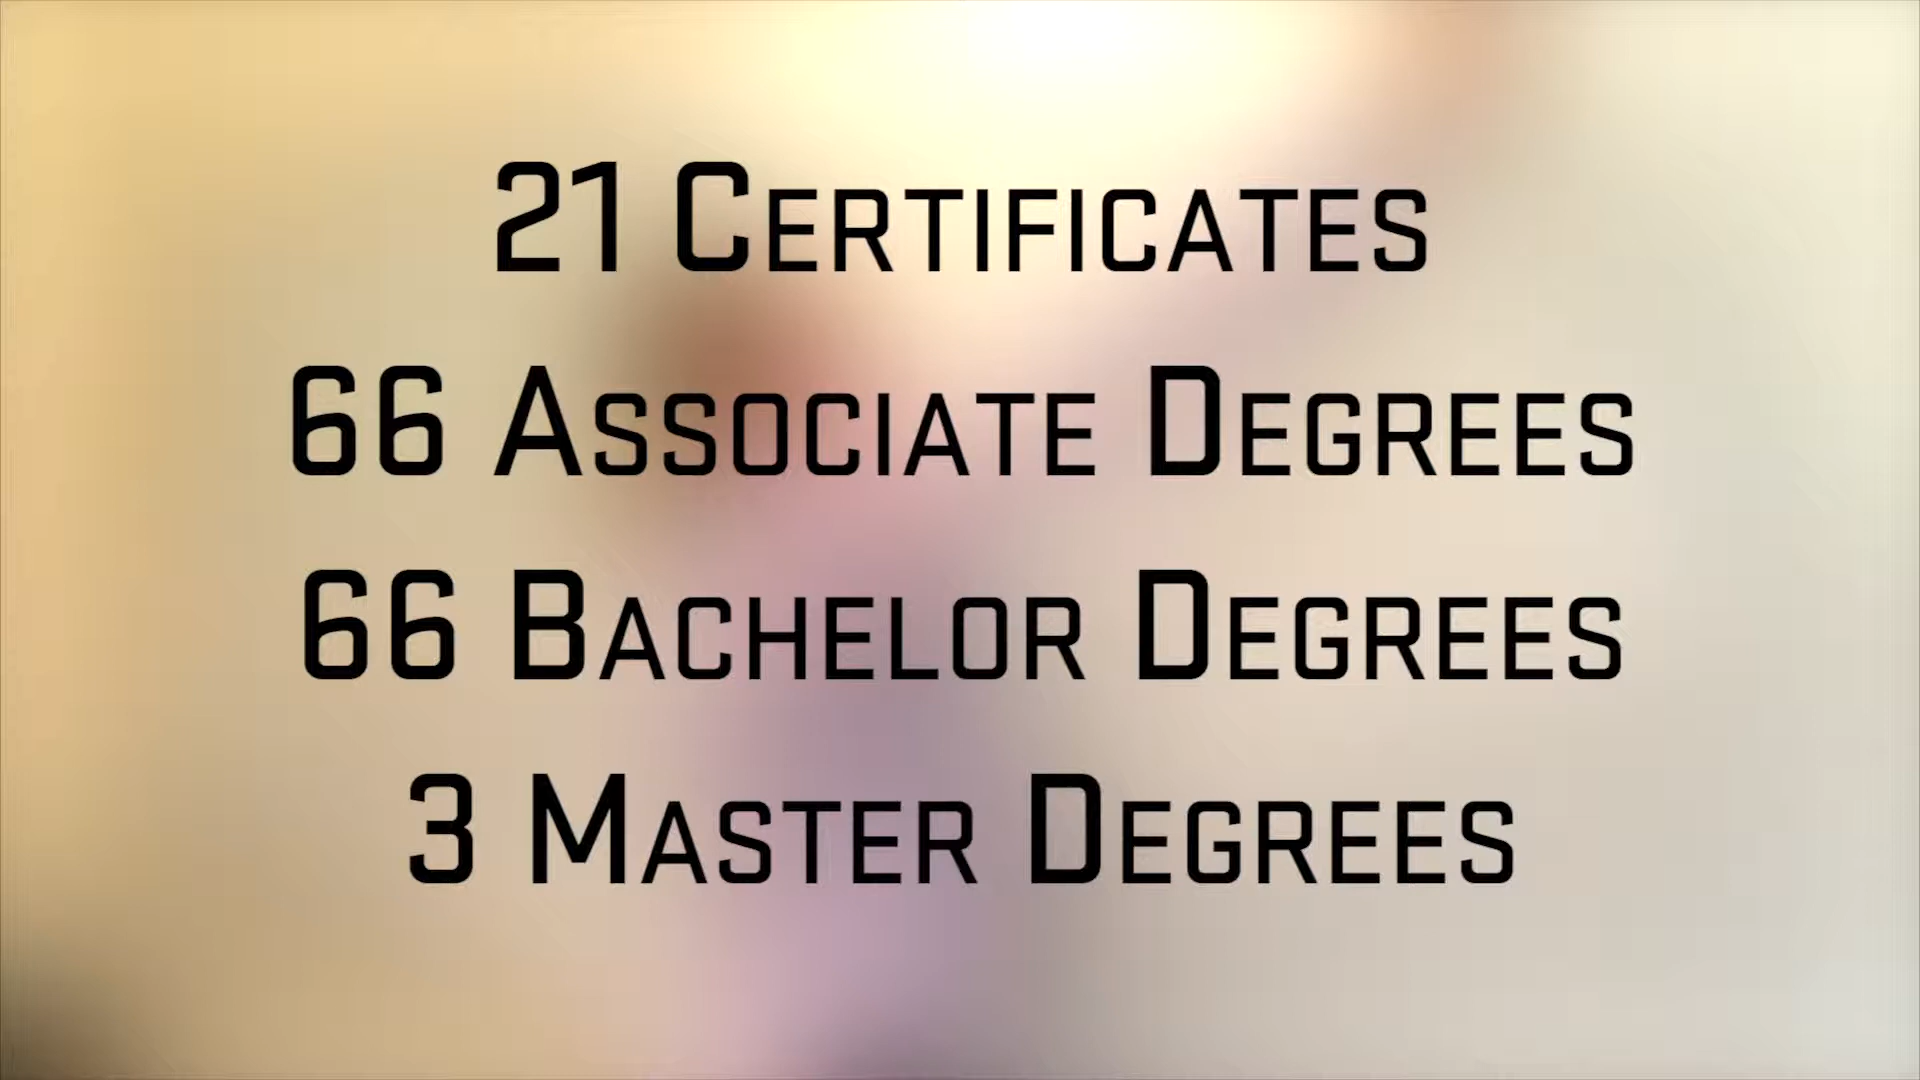 21 Certificates
66 Associate Degrees
66 Bachelor Degrees
3 Master Degrees